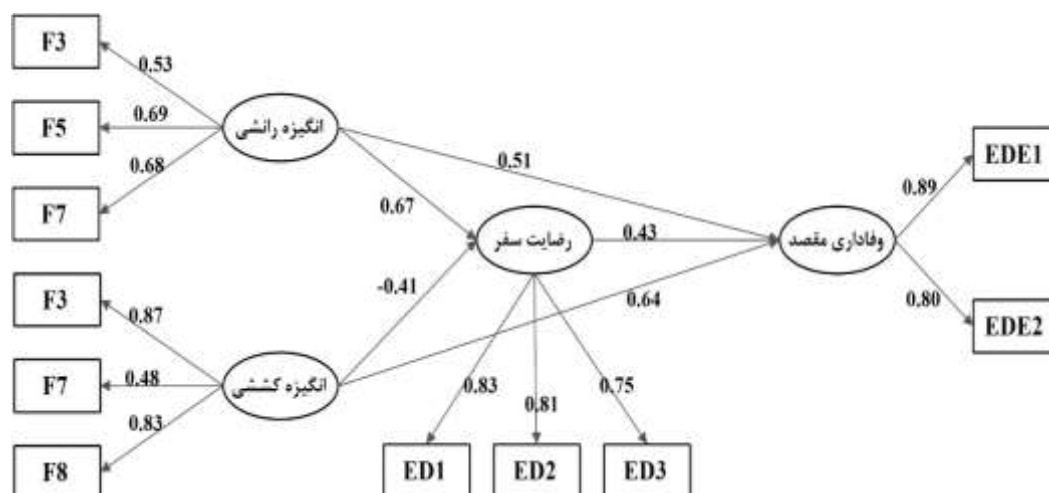 F3
0.53
F5
0.69
انگیزه رانشی
F7
0.68
0.51
EDE1
0.89
0.67
رضایت سفر
0.43
وفاداری مقصد
F3
0.87
-0.41
0.64
0.80
EDE2
F7
0.48
انگیزه کششی
F8
0.83
0.83
0.81
0.75
ED1
ED2
ED3